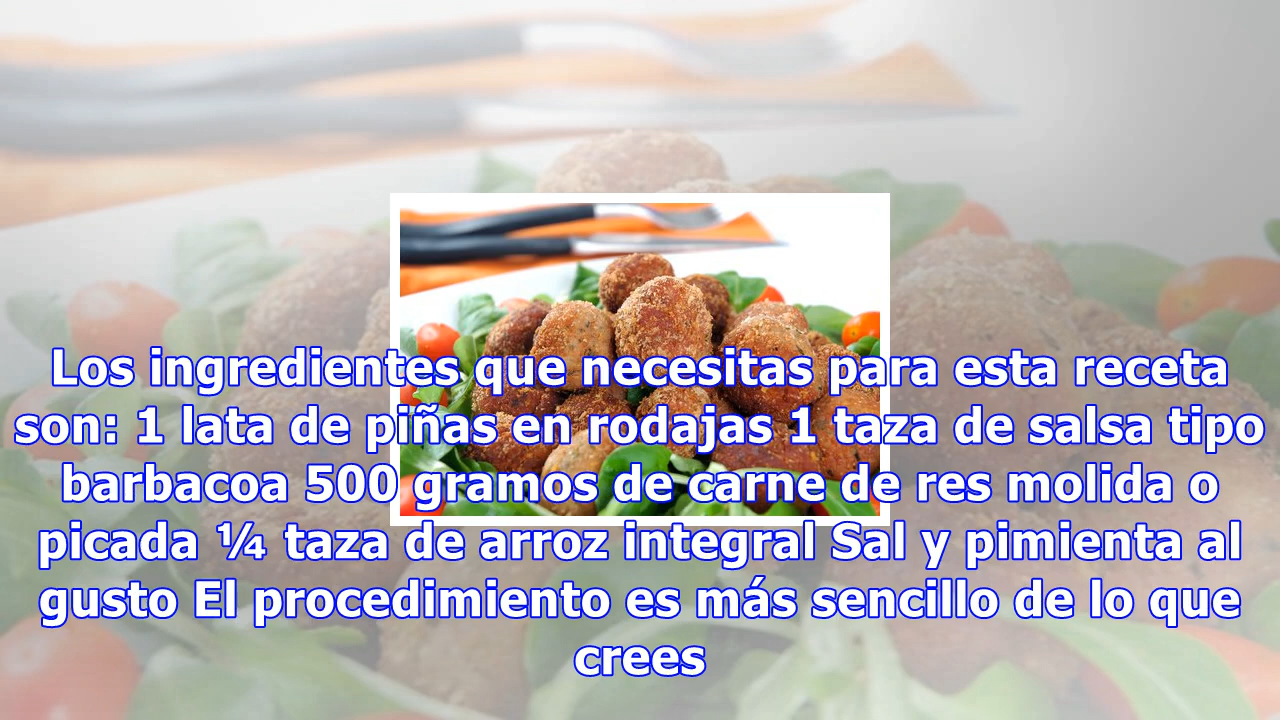 Los ingredientes que necesitas para esta receta
son: 1 lata de piñas en rodajas 1 taza de salsa tipo
barbacoa 500 gramos de carne de res molida o
picada ¼ taza de arroz integral Sal y pimienta al
gusto El procedimiento es más sencillo de lo que
crees